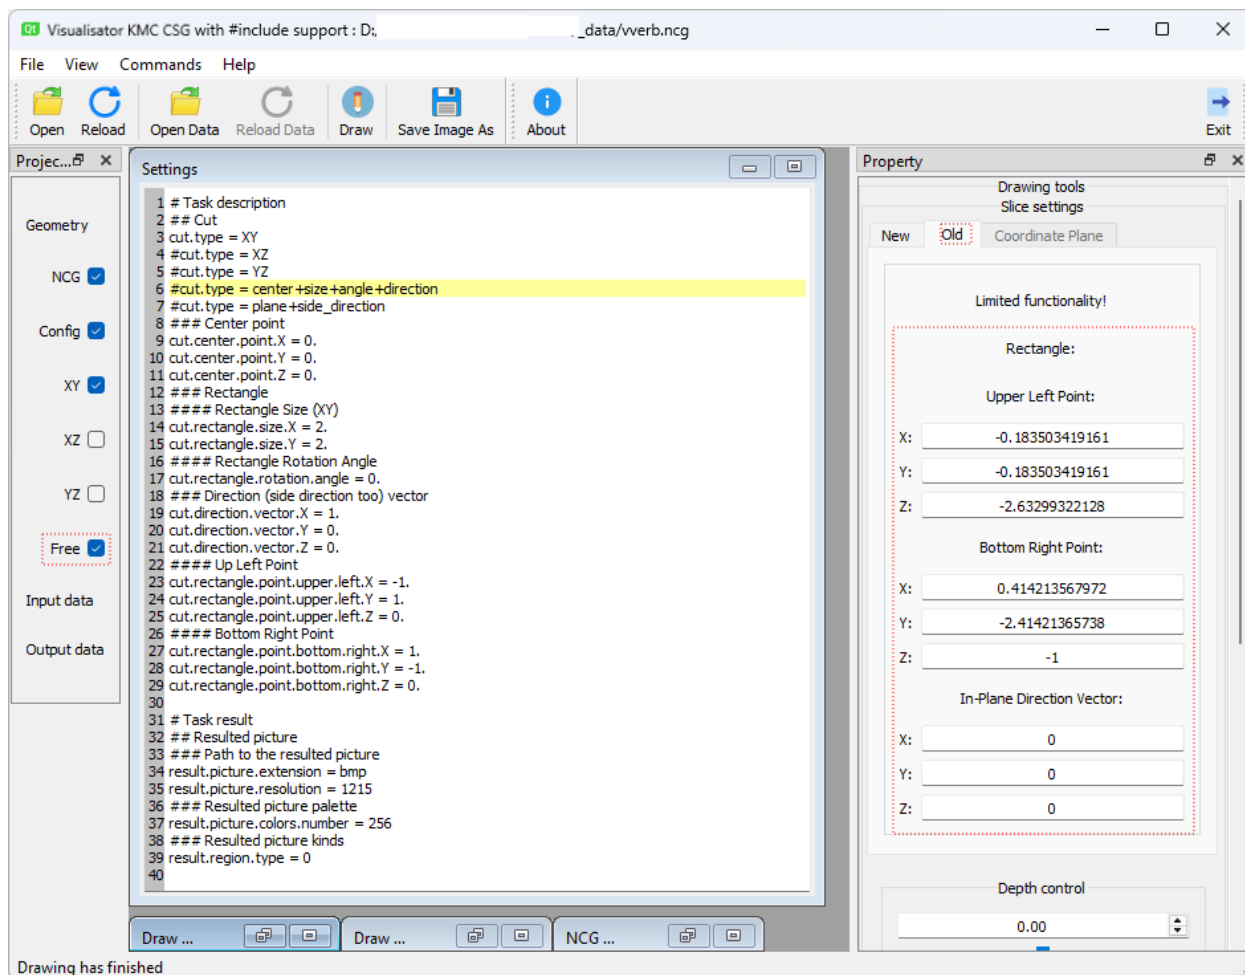 Visualisator KMC CSG with #include support : D:
_data/vverb.ncg
File View Commands Help
Open Reload Open Data Reload Data Draw Save Image As About Exit
Projec...
Geometry
NCG
Config
XY
XZ
YZ
Free
Input data
Output data
Settings
1 # Task description
2 ## Cut
3 cut.type = XY
4 #cut.type = XZ
5 #cut.type = YZ
6 #cut.type = center+size+angle+direction
7 #cut.type = plane+side_direction
8 ### Center point
9 cut.center.point.X = 0.
10 cut.center.point.Y = 0.
11 cut.center.point.Z = 0.
12 ### Rectangle
13 #### Rectangle Size (XY)
14 cut.rectangle.size.X = 2.
15 cut.rectangle.size.Y = 2.
16 #### Rectangle Rotation Angle
17 cut.rectangle.rotation.angle = 0.
18 ### Direction (side direction too) vector
19 cut.direction.vector.X = 1.
20 cut.direction.vector.Y = 0.
21 cut.direction.vector.Z = 0.
22 #### Up Left Point
23 cut.rectangle.point.upper.left.X = -1.
24 cut.rectangle.point.upper.left.Y = 1.
25 cut.rectangle.point.upper.left.Z = 0.
26 #### Bottom Right Point
27 cut.rectangle.point.bottom.right.X = 1.
28 cut.rectangle.point.bottom.right.Y = -1.
29 cut.rectangle.point.bottom.right.Z = 0.
30
31 # Task result
32 ## Resulted picture
33 ### Path to the resulted picture
34 result.picture.extension = bmp
35 result.picture.resolution = 1215
36 ### Resulted picture palette
37 result.picture.colors.number = 256
38 ### Resulted picture kinds
39 result.region.type = 0
40
Draw ... Draw ... NCG ...
Property
Drawing tools
Slice settings
New Old Coordinate Plane
Limited functionality!
Rectangle:
Upper Left Point:
X: -0.183503419161
Y: -0.183503419161
Z: -2.63299322128
Bottom Right Point:
X: 0.414213567972
Y: -2.41421365738
Z: -1
In-Plane Direction Vector:
X: 0
Y: 0
Z: 0
Depth control
0.00
Drawing has finished